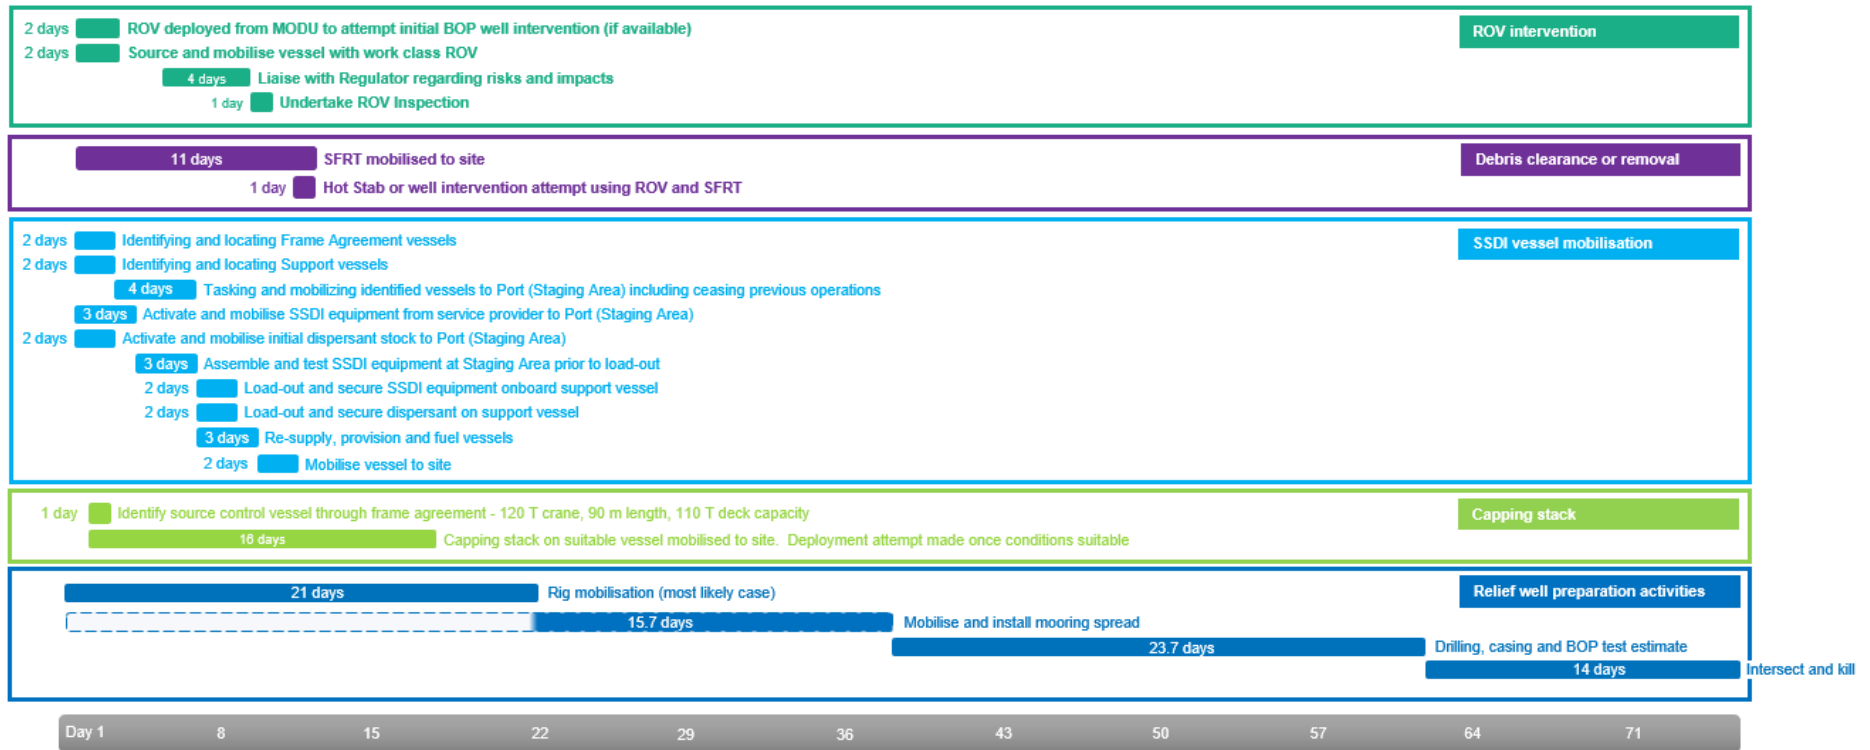 2 days ROV deployed from MODU to attempt initial BOP well intervention (if available)
ROV intervention
2 days Source and mobilise vessel with work class ROV
4 days Liaise with Regulator regarding risks and impacts
1 day Undertake ROV Inspection
11 days SFRT mobilised to site
Debris clearance or removal
1 day Hot Stab or well intervention attempt using ROV and SFRT
2 days Identifying and locating Frame Agreement vessels
SSDI vessel mobilisation
2 days Identifying and locating Support vessels
4 days Tasking and mobilizing identified vessels to Port (Staging Area) including ceasing previous operations
3 days Activate and mobilise SSDI equipment from service provider to Port (Staging Area)
2 days Activate and mobilise initial dispersant stock to Port (Staging Area)
3 days Assemble and test SSDI equipment at Staging Area prior to load-out
2 days Load-out and secure SSDI equipment onboard support vessel
2 days Load-out and secure dispersant on support vessel
3 days Re-supply, provision and fuel vessels
2 days Mobilise vessel to site
1 day Identify source control vessel through frame agreement - 120 T crane, 90 m length, 110 T deck capacity
Capping stack
16 days Capping stack on suitable vessel mobilised to site. Deployment attempt made once conditions suitable
21 days Rig mobilisation (most likely case)
Relief well preparation activities
15.7 days Mobilise and install mooring spread
23.7 days Drilling, casing and BOP test estimate
14 days Intersect and kill
Day 1 8 15 22 29 36 43 50 57 64 71